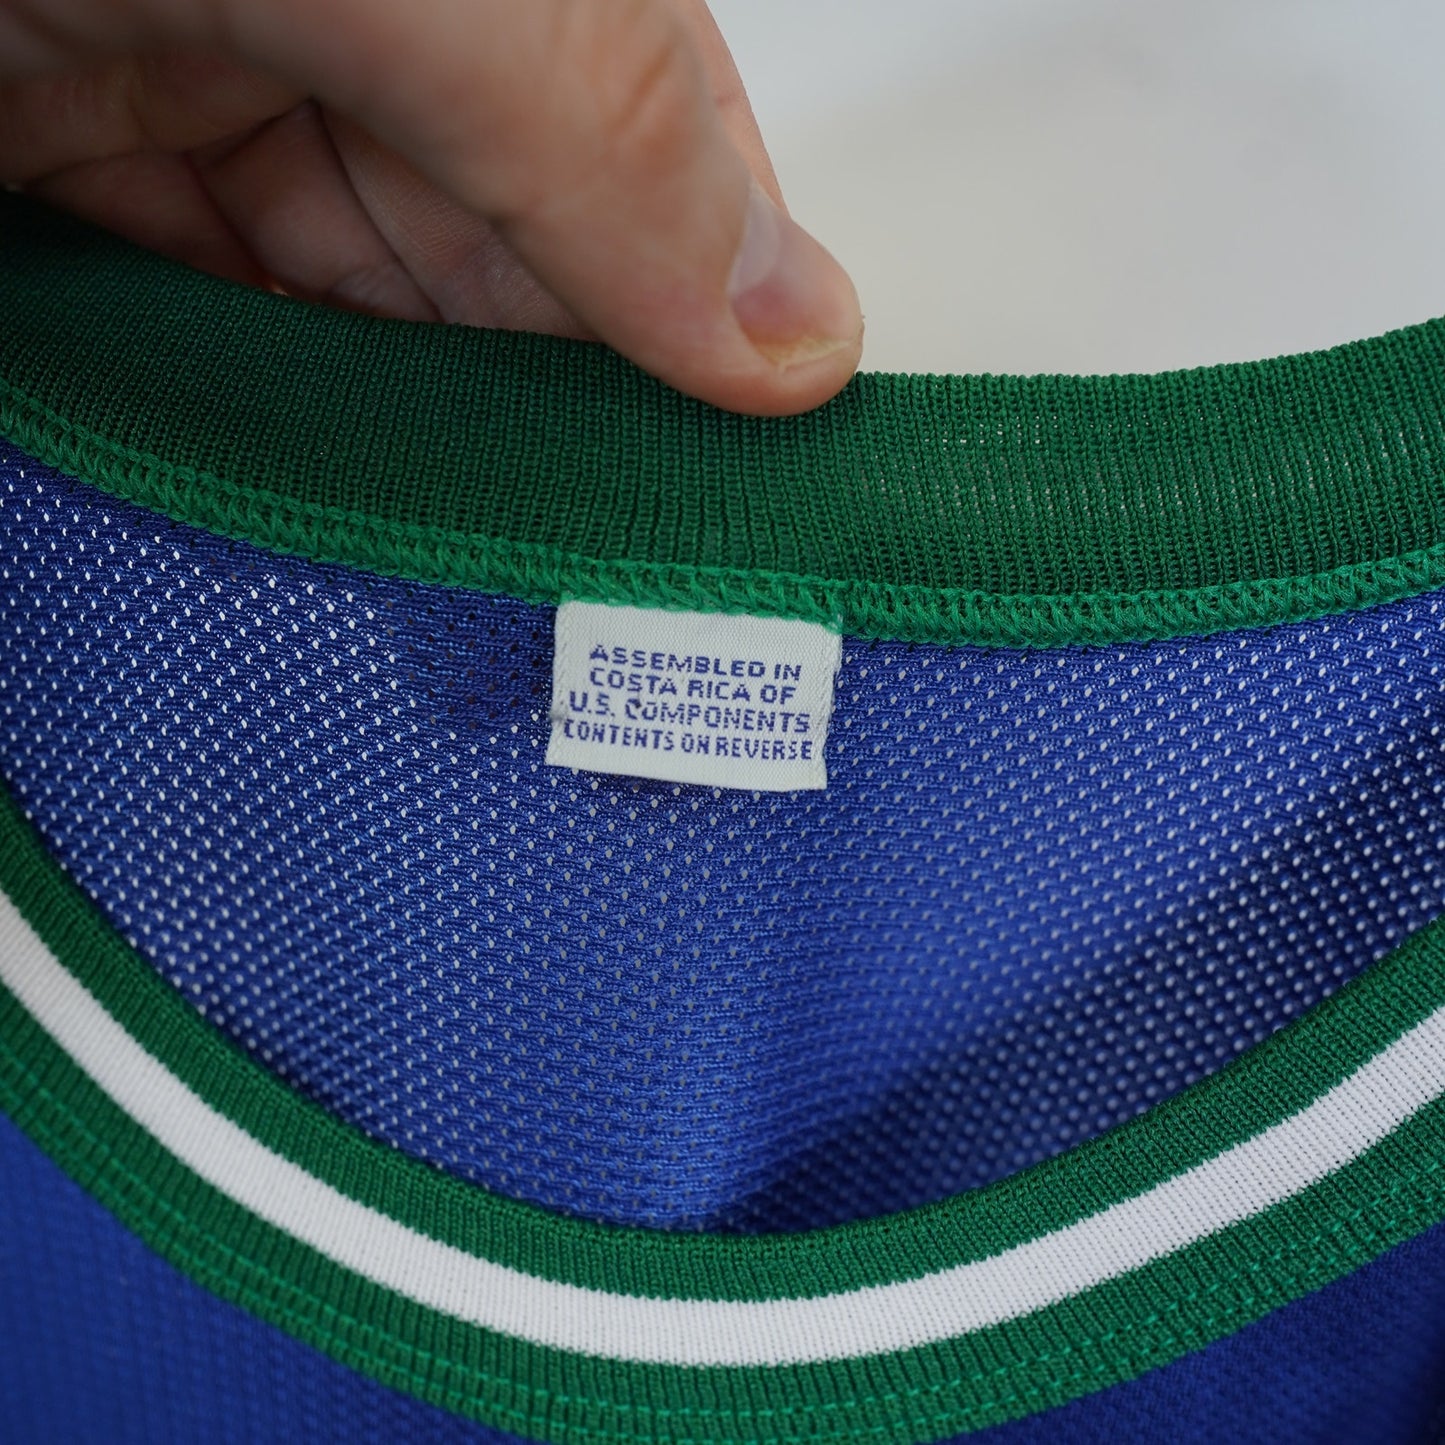 ASSEMBLED IN
COSTA RICA OF
U.S. COMPONENTS
CONTENTS ON REVERSE